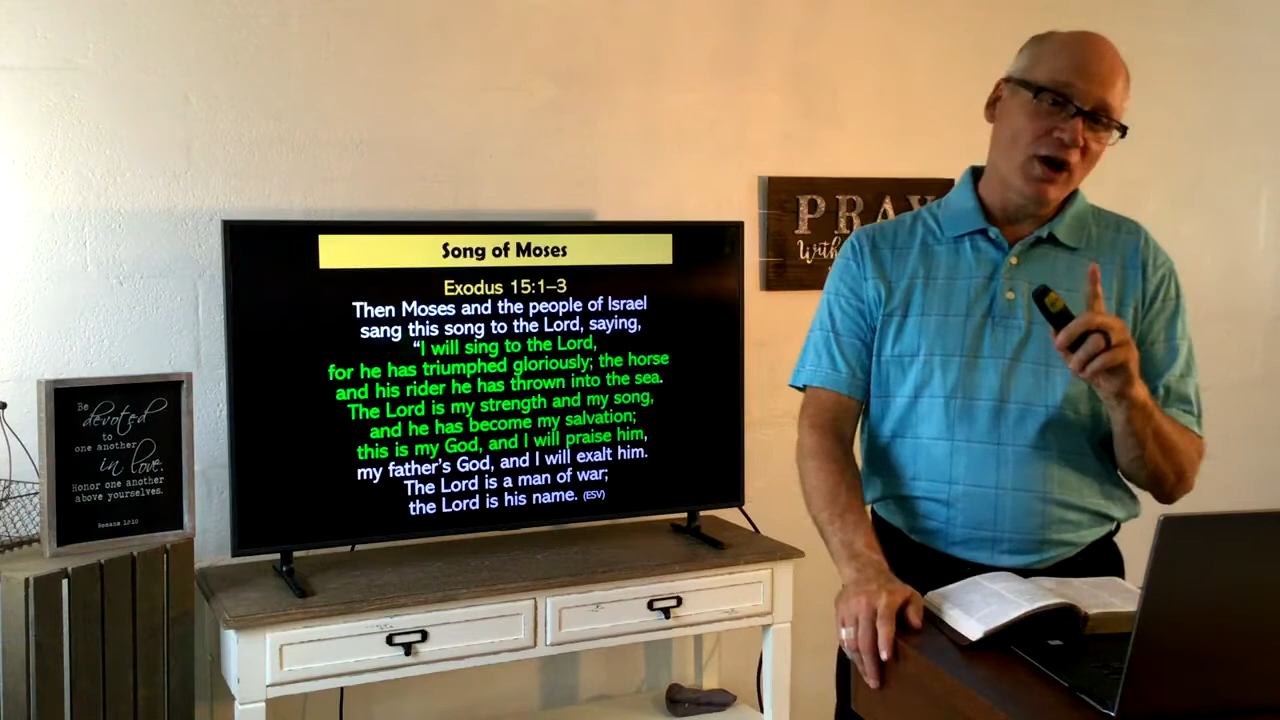 Song of Moses
Exodus 15:1–3
Then Moses and the people of Israel
sang this song to the Lord, saying,
“I will sing to the Lord,
for he has triumphed gloriously; the horse
and his rider he has thrown into the sea.
The Lord is my strength and my song,
and he has become my salvation;
this is my God, and I will praise him,
my father's God, and I will exalt him.
The Lord is a man of war;
the Lord is his name. (ESV)
PRAY
with
Be
devoted
to
one another
in love.
Honor one another
above yourselves.
Romans 12:10